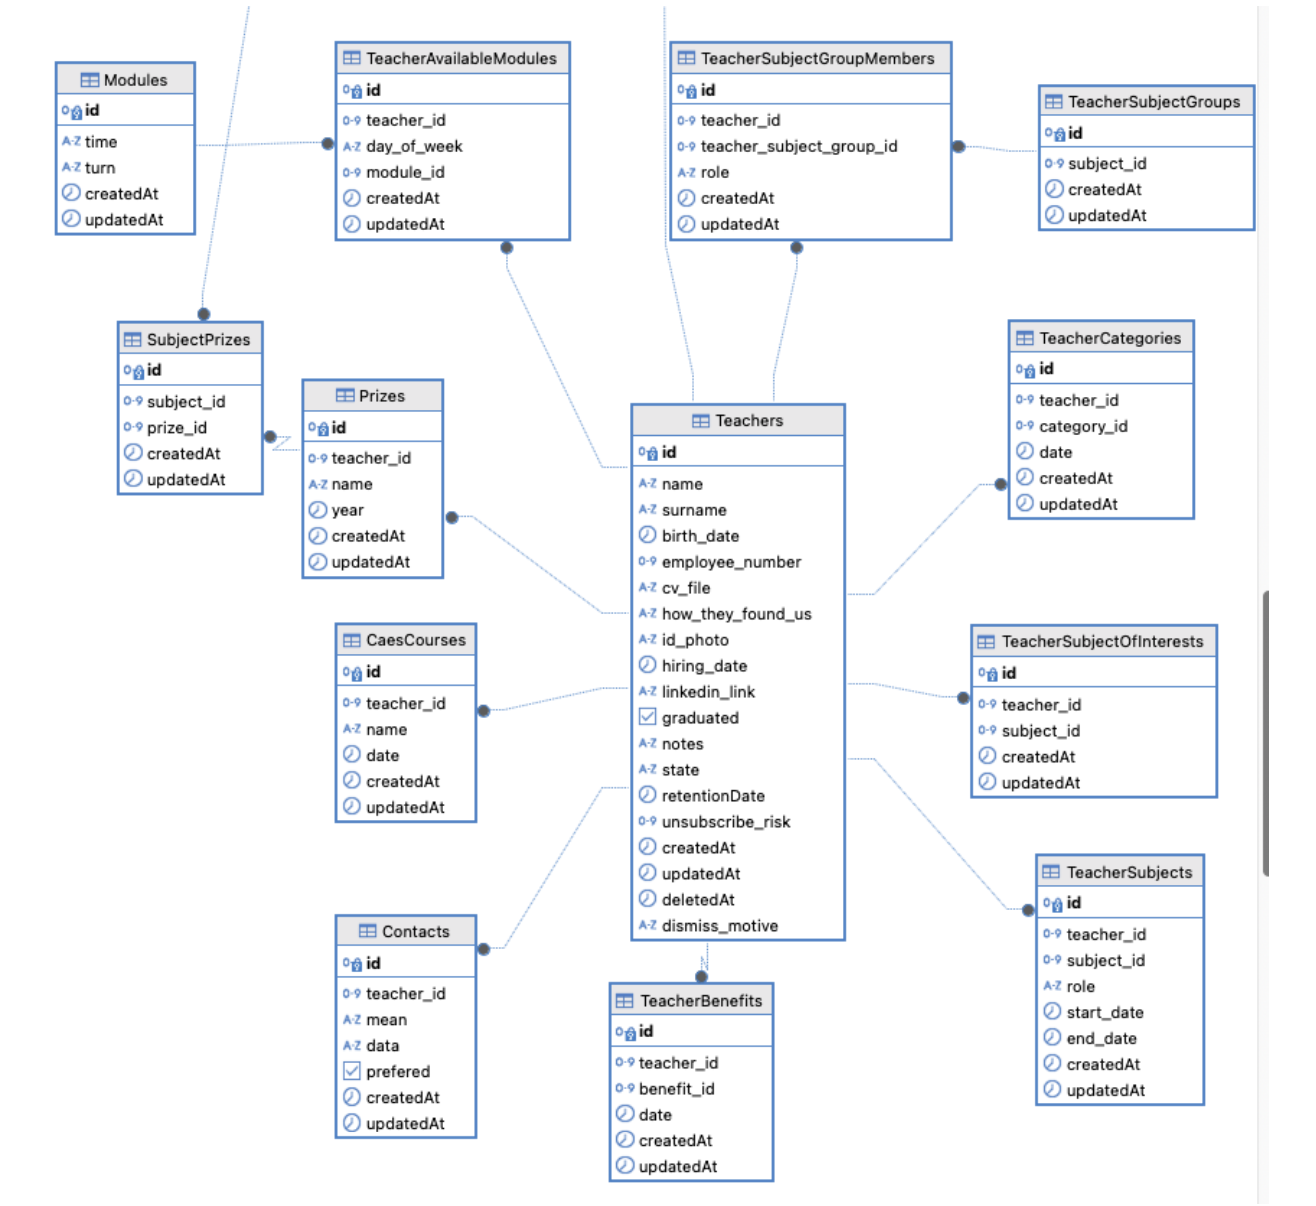 Modules
id
time
turn
createdAt
updatedAt
TeacherAvailableModules
id
teacher_id
day_of_week
module_id
createdAt
updatedAt
TeacherSubjectGroupMembers
id
teacher_id
teacher_subject_group_id
role
createdAt
updatedAt
TeacherSubjectGroups
id
subject_id
createdAt
updatedAt
SubjectPrizes
id
subject_id
prize_id
createdAt
updatedAt
Prizes
id
teacher_id
name
year
createdAt
updatedAt
Teachers
id
name
surname
birth_date
employee_number
cv_file
how_they_found_us
id_photo
hiring_date
linkedin_link
graduated
notes
state
retentionDate
unsubscribe_risk
createdAt
updatedAt
deletedAt
dismiss_motive
TeacherCategories
id
teacher_id
category_id
date
createdAt
updatedAt
CaesCourses
id
teacher_id
name
date
createdAt
updatedAt
TeacherSubjectOfInterests
id
teacher_id
subject_id
createdAt
updatedAt
Contacts
id
teacher_id
mean
data
prefered
createdAt
updatedAt
TeacherBenefits
id
teacher_id
benefit_id
date
createdAt
updatedAt
TeacherSubjects
id
teacher_id
subject_id
role
start_date
end_date
createdAt
updatedAt